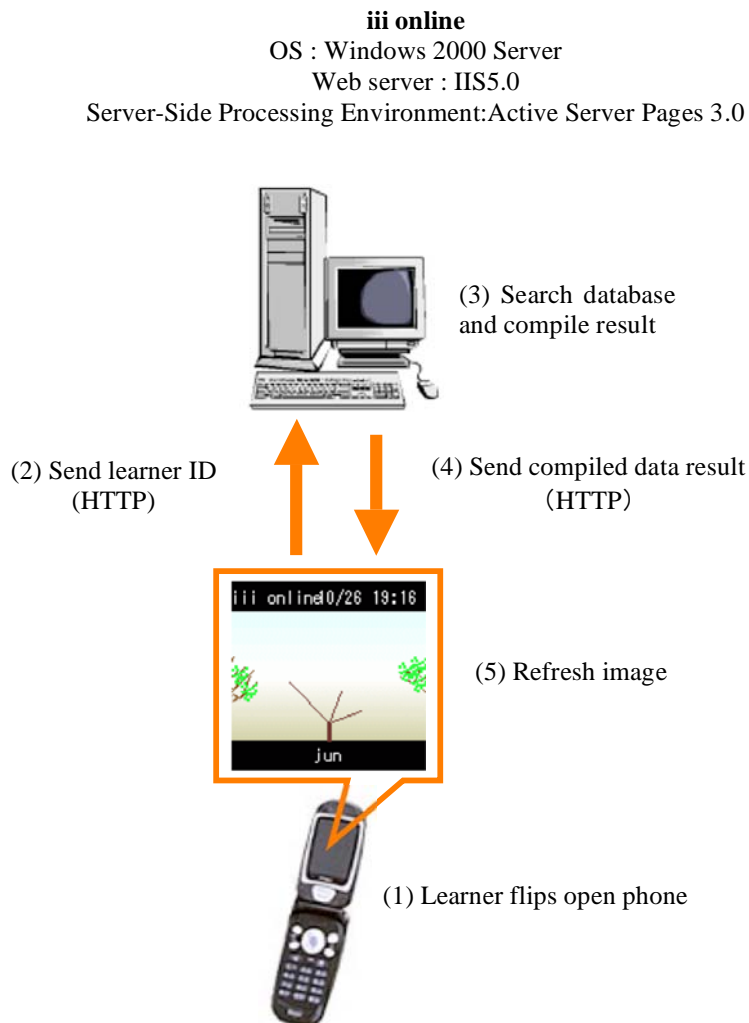 iii online
OS : Windows 2000 Server
Web server : IIS5.0
Server-Side Processing Environment:Active Server Pages 3.0
(3) Search database
and compile result
(2) Send learner ID
(HTTP)
(4) Send compiled data result
（HTTP）
iii online10/26 19:16
jun
(5) Refresh image
(1) Learner flips open phone